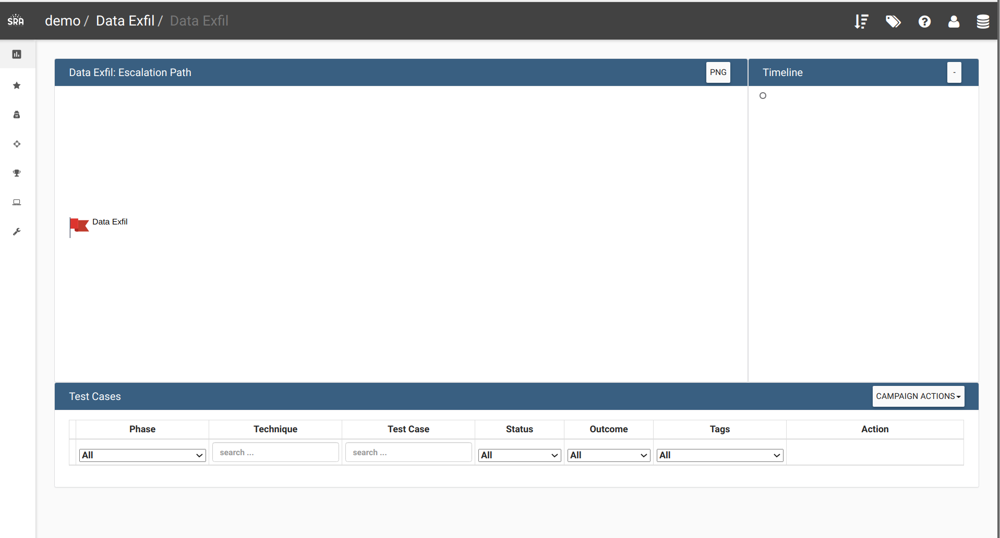 SRA
demo / Data Exfil / Data Exfil
Data Exfil: Escalation Path
PNG
Timeline
-
Data Exfil
Test Cases
CAMPAIGN ACTIONS
Phase Technique Test Case Status Outcome Tags Action
All search ... search ... All All All